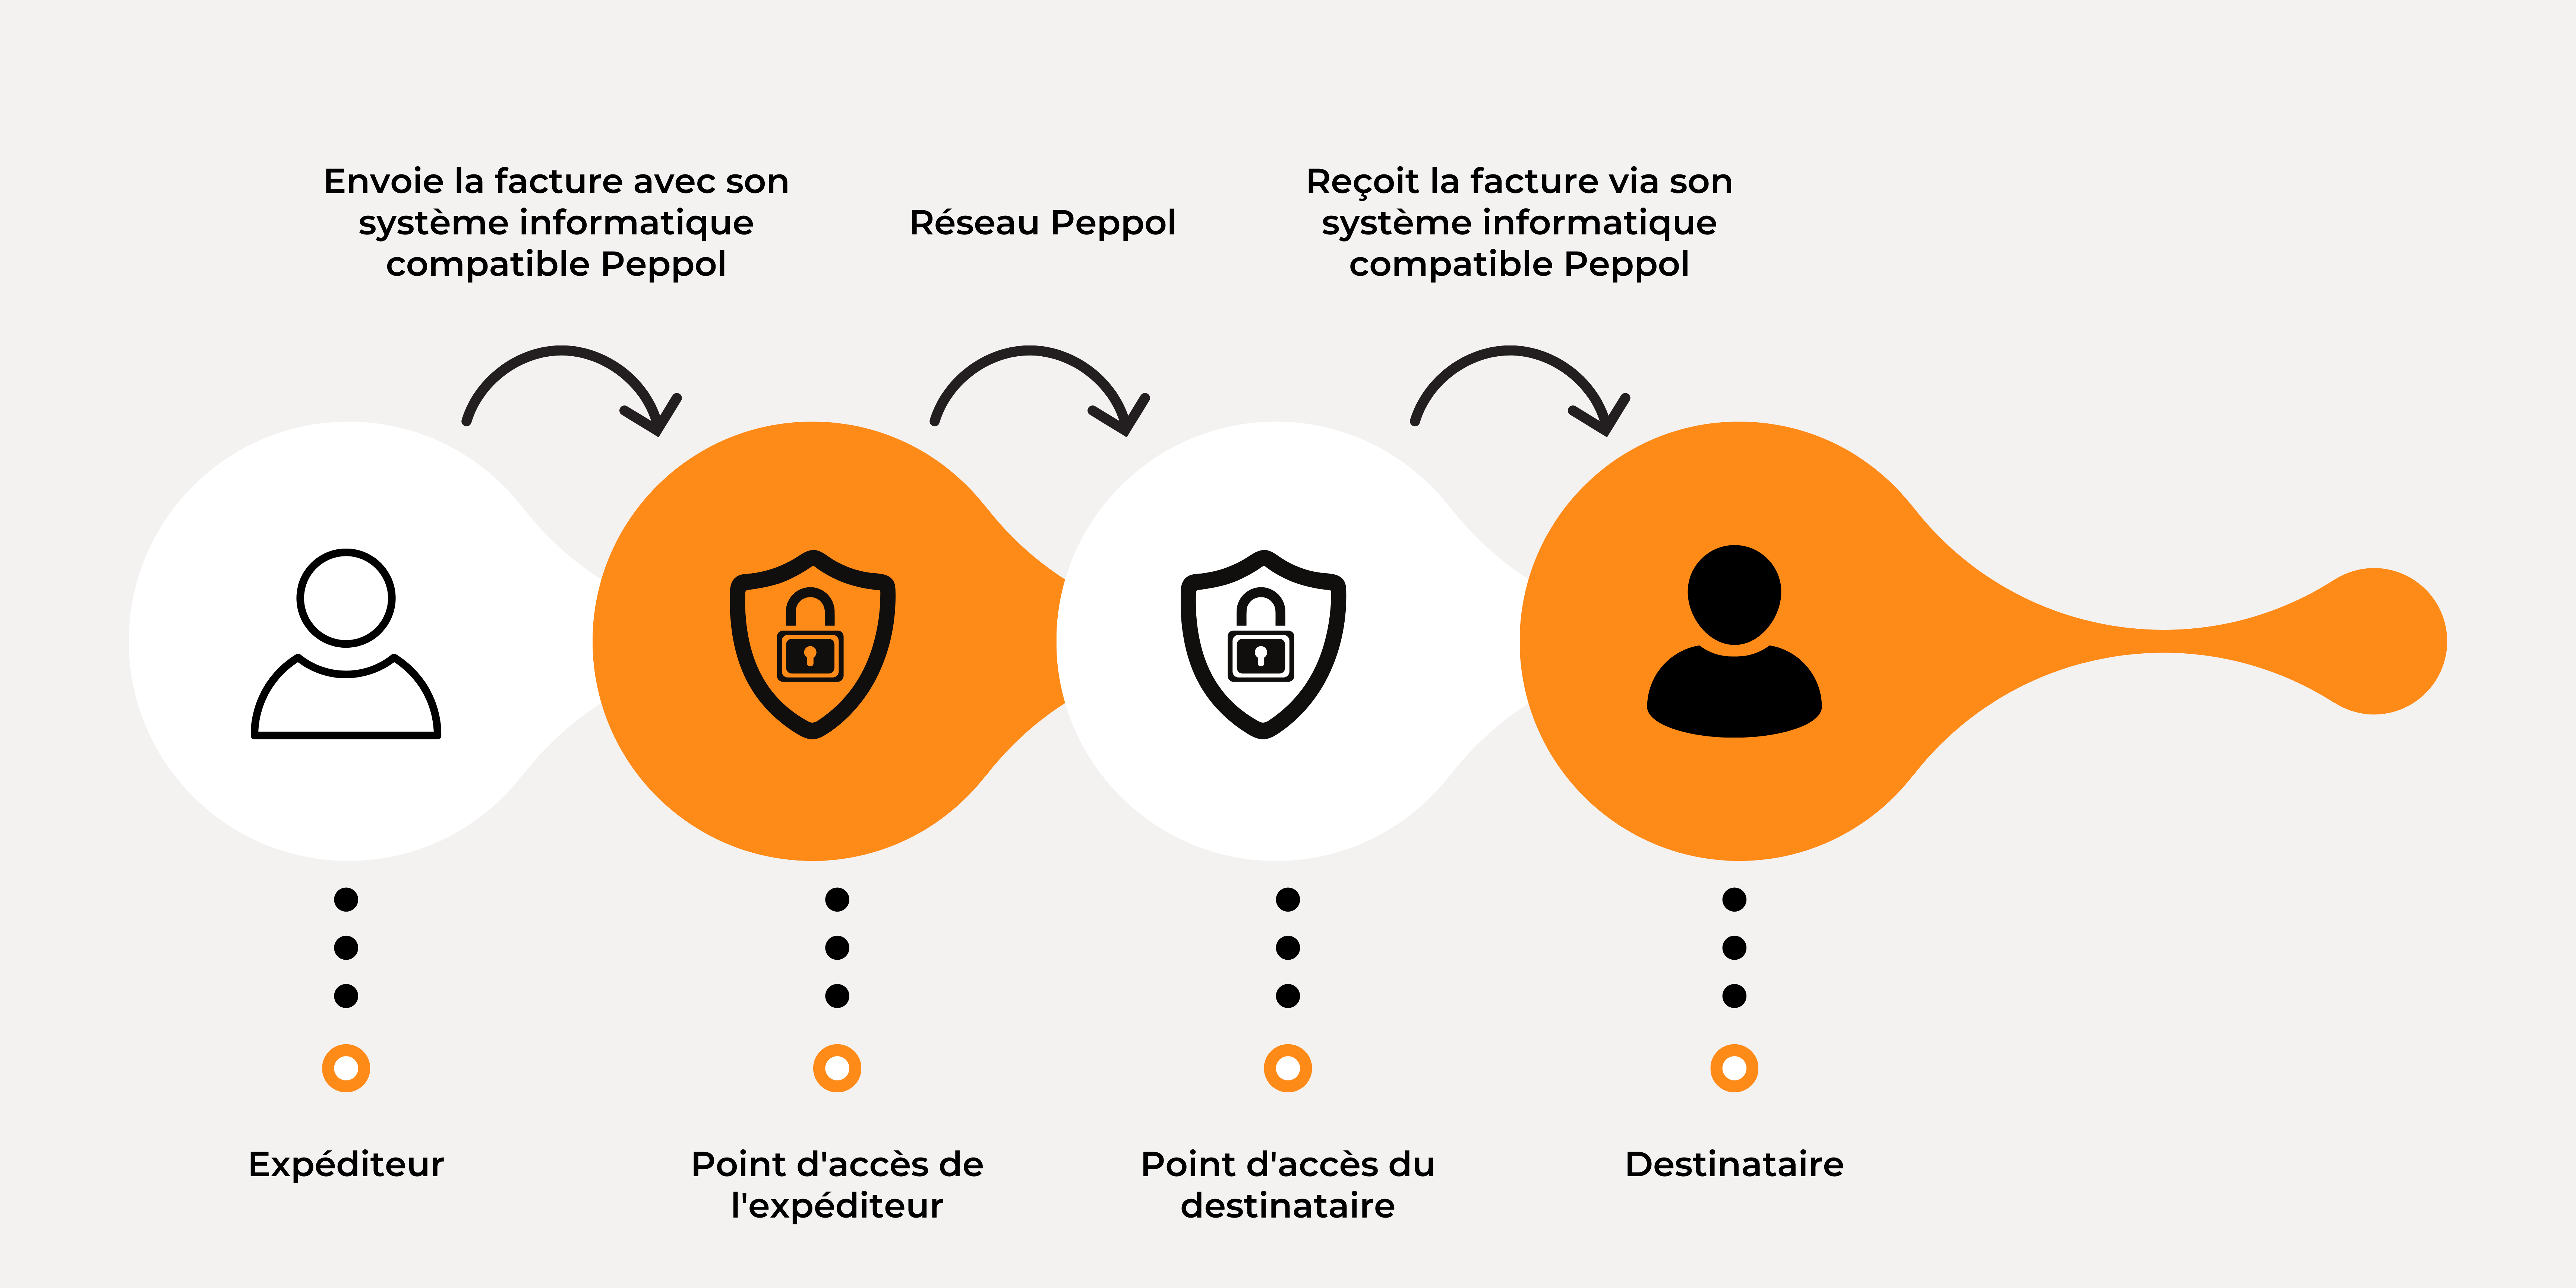 Envoie la facture avec son
système informatique
compatible Peppol
Réseau Peppol
Reçoit la facture via son
système informatique
compatible Peppol
Expéditeur
Point d'accès de
l'expéditeur
Point d'accès du
destinataire
Destinataire